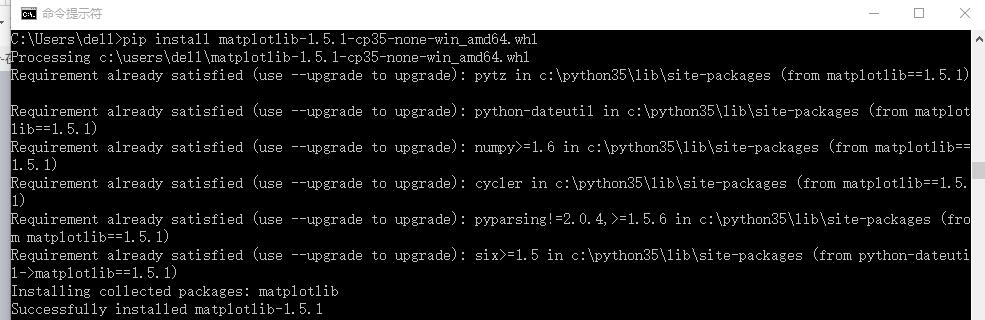 命令提示符
C:\Users\dell>pip install matplotlib-1.5.1-cp35-none-win_amd64.whl
Processing c:\users\dell\matplotlib-1.5.1-cp35-none-win_amd64.whl
Requirement already satisfied (use --upgrade to upgrade): pytz in c:\python35\lib\site-packages (from matplotlib==1.5.1)
Requirement already satisfied (use --upgrade to upgrade): python-dateutil in c:\python35\lib\site-packages (from matplot
lib==1.5.1)
Requirement already satisfied (use --upgrade to upgrade): numpy>=1.6 in c:\python35\lib\site-packages (from matplotlib==
1.5.1)
Requirement already satisfied (use --upgrade to upgrade): cycler in c:\python35\lib\site-packages (from matplotlib==1.5.
1)
Requirement already satisfied (use --upgrade to upgrade): pyparsing!=2.0.4,>=1.5.6 in c:\python35\lib\site-packages (fro
m matplotlib==1.5.1)
Requirement already satisfied (use --upgrade to upgrade): six>=1.5 in c:\python35\lib\site-packages (from python-dateuti
l->matplotlib==1.5.1)
Installing collected packages: matplotlib
Successfully installed matplotlib-1.5.1